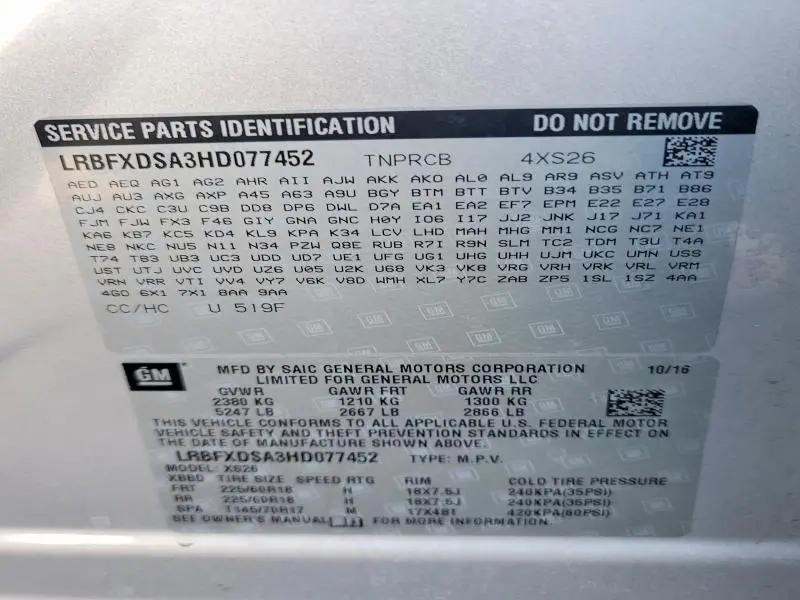 SERVICE PARTS IDENTIFICATION DO NOT REMOVE
LRBFXDSA3HD077452 TNPRCB 4XS26
AED AEQ AG1 AG2 AHR AII AJW AKK AKO AL0 AL9 AR9 ASV ATH AT9
AUJ AU3 AXG AXP A45 A63 A9U BGY BTM BTT BTV B34 B35 B71 B86
CJ4 CKC C3U C9B DD8 DP6 DWL D7A EA1 EA2 EF7 EPM E22 E27 E28
FJM FJW FX3 F46 GIY GNA GNC H0Y IO6 I17 JJ2 JNK J17 J71 KA1
KA6 KB7 KC5 KD4 KL9 KPA K34 LCV LHD MAH MHG MM1 NCG NC7 NE1
NE8 NKC NU5 N11 N34 PZW Q8E RUB R7I R9N SLM TC2 TDM T3U T4A
T74 T83 UB3 UC3 UDD UD7 UE1 UFG UG1 UHG UHH UJM UKC UMN USS
UST UTJ UVC UVD UZ6 U05 U2K U68 VK3 VK8 VRG VRH VRK VRL VRM
VRN VRR VTI VV4 VY7 V6K V8D WMH XL7 Y7C ZAB ZP5 1SL 1SZ 4AA
4G0 6X1 7X1 8AA 9AA
CC/HC U 519F
GM
MFD BY SAIC GENERAL MOTORS CORPORATION 10/16
LIMITED FOR GENERAL MOTORS LLC
GVWR GAWR FRT GAWR RR
2380 KG 1210 KG 1300 KG
5247 LB 2667 LB 2866 LB
THIS VEHICLE CONFORMS TO ALL APPLICABLE U.S. FEDERAL MOTOR
VEHICLE SAFETY AND THEFT PREVENTION STANDARDS IN EFFECT ON
THE DATE OF MANUFACTURE SHOWN ABOVE.
LRBFXDSA3HD077452 TYPE: M.P.V.
MODEL: XS26
XBBD TIRE SIZE SPEED RTG RIM COLD TIRE PRESSURE
FRT 225/60R18 H 18X7.5J 240KPA(35PSI)
RR 225/60R18 H 18X7.5J 240KPA(35PSI)
SPA T145/70R17 M 17X4BT 420KPA(60PSI)
SEE OWNER'S MANUAL FOR MORE INFORMATION.